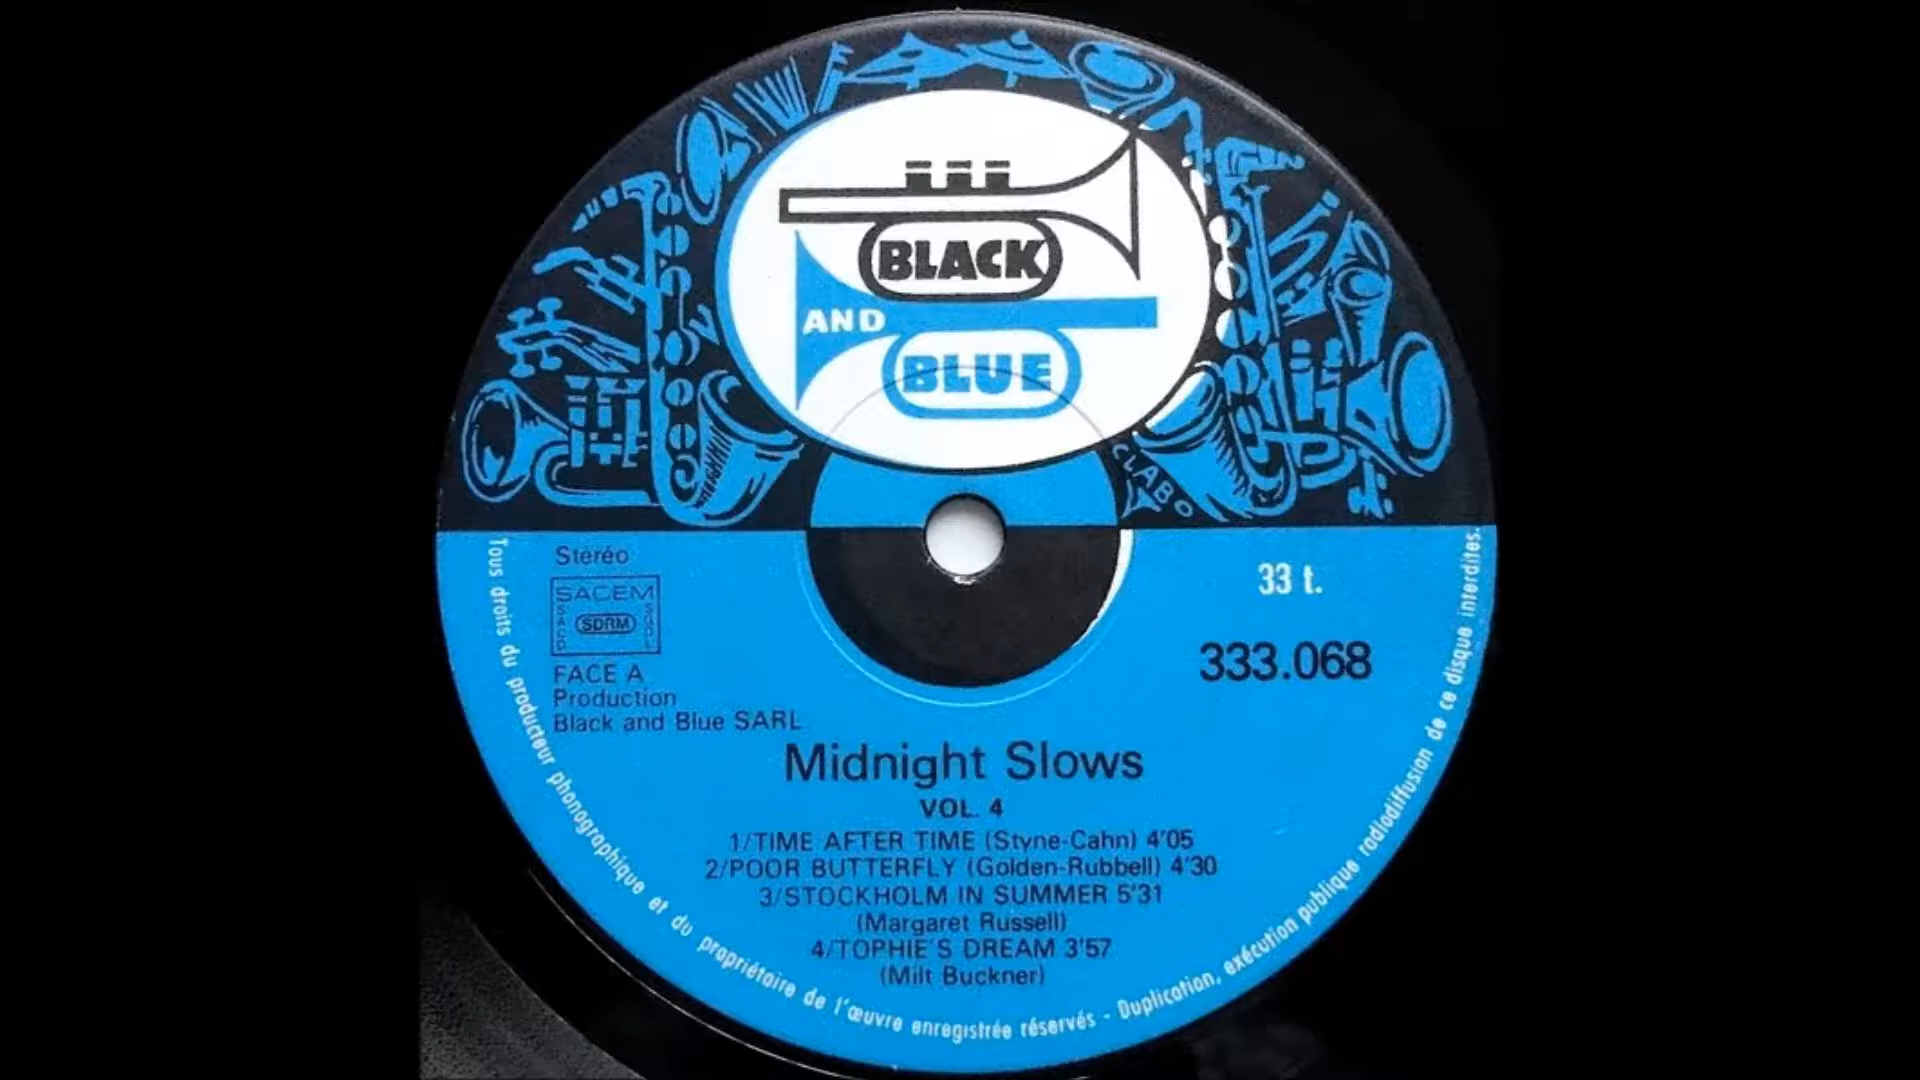 BLACK
AND
BLUE
CLABO
Stéréo
SACEM
SACD
SDRM
SGDL
FACE A
Production
Black and Blue SARL
33 t.
333.068
Midnight Slows
VOL. 4
1/TIME AFTER TIME (Styne-Cahn) 4'05
2/POOR BUTTERFLY (Golden-Rubbell) 4'30
3/STOCKHOLM IN SUMMER 5'31
(Margaret Russell)
4/TOPHIE'S DREAM 3'57
(Milt Buckner)
Tous droits du producteur phonographique et du propriétaire de l'œuvre enregistrée réservés - Duplication, exécution publique radiodiffusion de ce disque interdites.